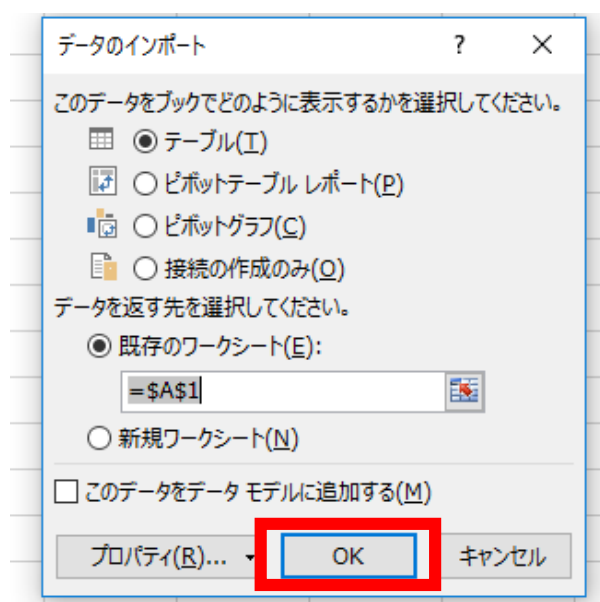 データのインポート ? ×
このデータをブックでどのように表示するかを選択してください。
テーブル(T)
ピボットテーブル レポート(P)
ピボットグラフ(C)
接続の作成のみ(O)
データを返す先を選択してください。
既存のワークシート(E):
=$A$1
新規ワークシート(N)
このデータをデータ モデルに追加する(M)
プロパティ(R)... OK キャンセル